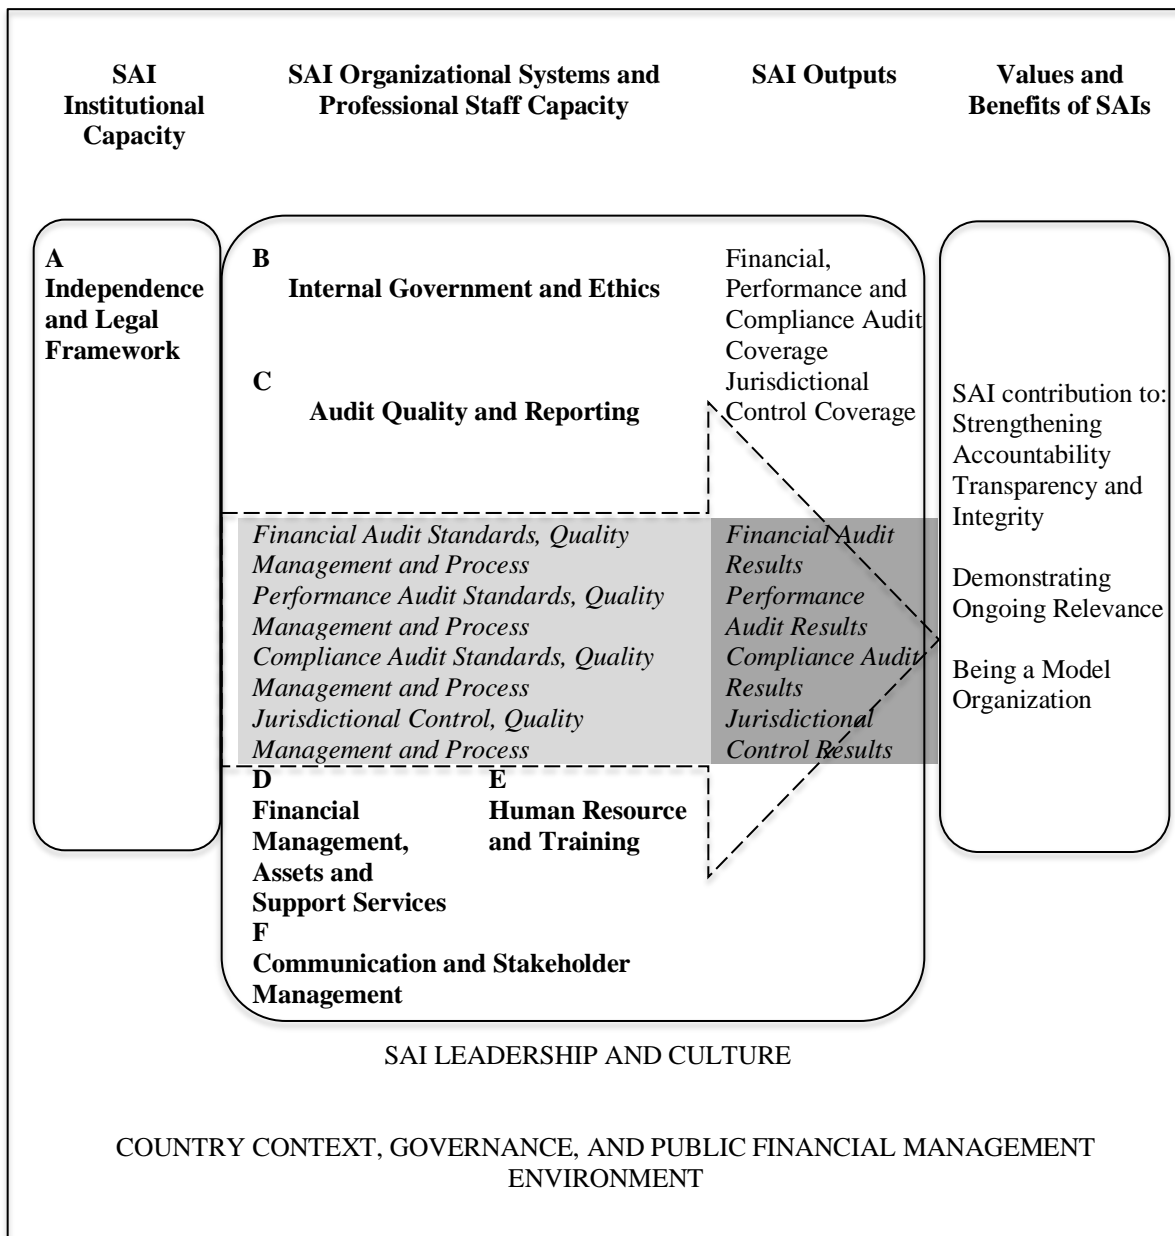 SAI
Institutional
Capacity
SAI Organizational Systems and
Professional Staff Capacity
SAI Outputs
Values and
Benefits of SAIs
A
Independence
and Legal
Framework
B
Internal Government and Ethics
C
Audit Quality and Reporting
Financial,
Performance and
Compliance Audit
Coverage
Jurisdictional
Control Coverage
Financial Audit Standards, Quality
Management and Process
Performance Audit Standards, Quality
Management and Process
Compliance Audit Standards, Quality
Management and Process
Jurisdictional Control, Quality
Management and Process
Financial Audit
Results
Performance
Audit Results
Compliance Audit
Results
Jurisdictional
Control Results
D
Financial
Management,
Assets and
Support Services
E
Human Resource
and Training
F
Communication and Stakeholder
Management
SAI contribution to:
Strengthening
Accountability
Transparency and
Integrity
Demonstrating
Ongoing Relevance
Being a Model
Organization
SAI LEADERSHIP AND CULTURE
COUNTRY CONTEXT, GOVERNANCE, AND PUBLIC FINANCIAL MANAGEMENT
ENVIRONMENT